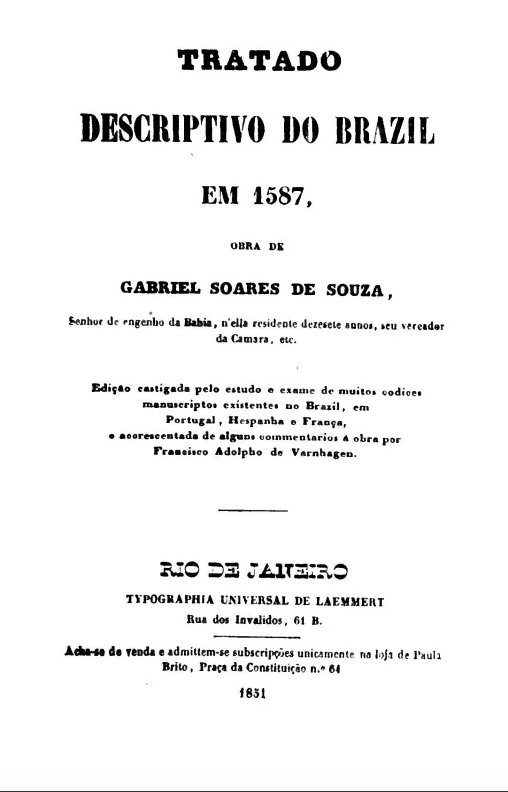 TRATADO
DESCRIPTIVO DO BRAZIL
EM 1587,
OBRA DE
GABRIEL SOARES DE SOUZA,
Senhor de engenho da Bahia, n'ella residente dezesete annos, seu vereador
da Camara, etc.
Edição castigada pelo estudo e exame de muitos codices
manuscriptos existentes no Brazil, em
Portugal, Hespanha e França,
e accrescentada de alguns commentarios á obra por
Francisco Adolpho de Varnhagen.
RIO DE JANEIRO
TYPOGRAPHIA UNIVERSAL DE LAEMMERT
Rua dos Invalidos, 61 B.
Acha-se de venda e admittem-se subscripções unicamente na loja de Paula
Brito, Praça da Constituição n.º 64
1851